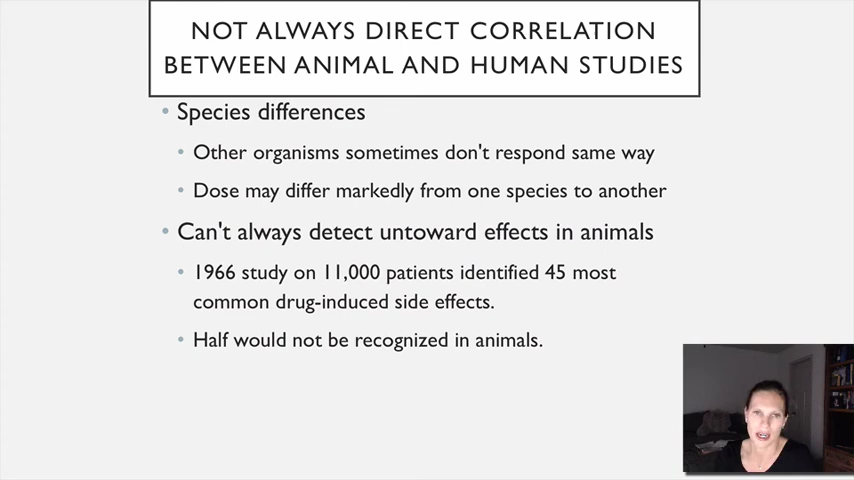 NOT ALWAYS DIRECT CORRELATION
BETWEEN ANIMAL AND HUMAN STUDIES
• Species differences
• Other organisms sometimes don't respond same way
• Dose may differ markedly from one species to another
• Can't always detect untoward effects in animals
• 1966 study on 11,000 patients identified 45 most
common drug-induced side effects.
• Half would not be recognized in animals.